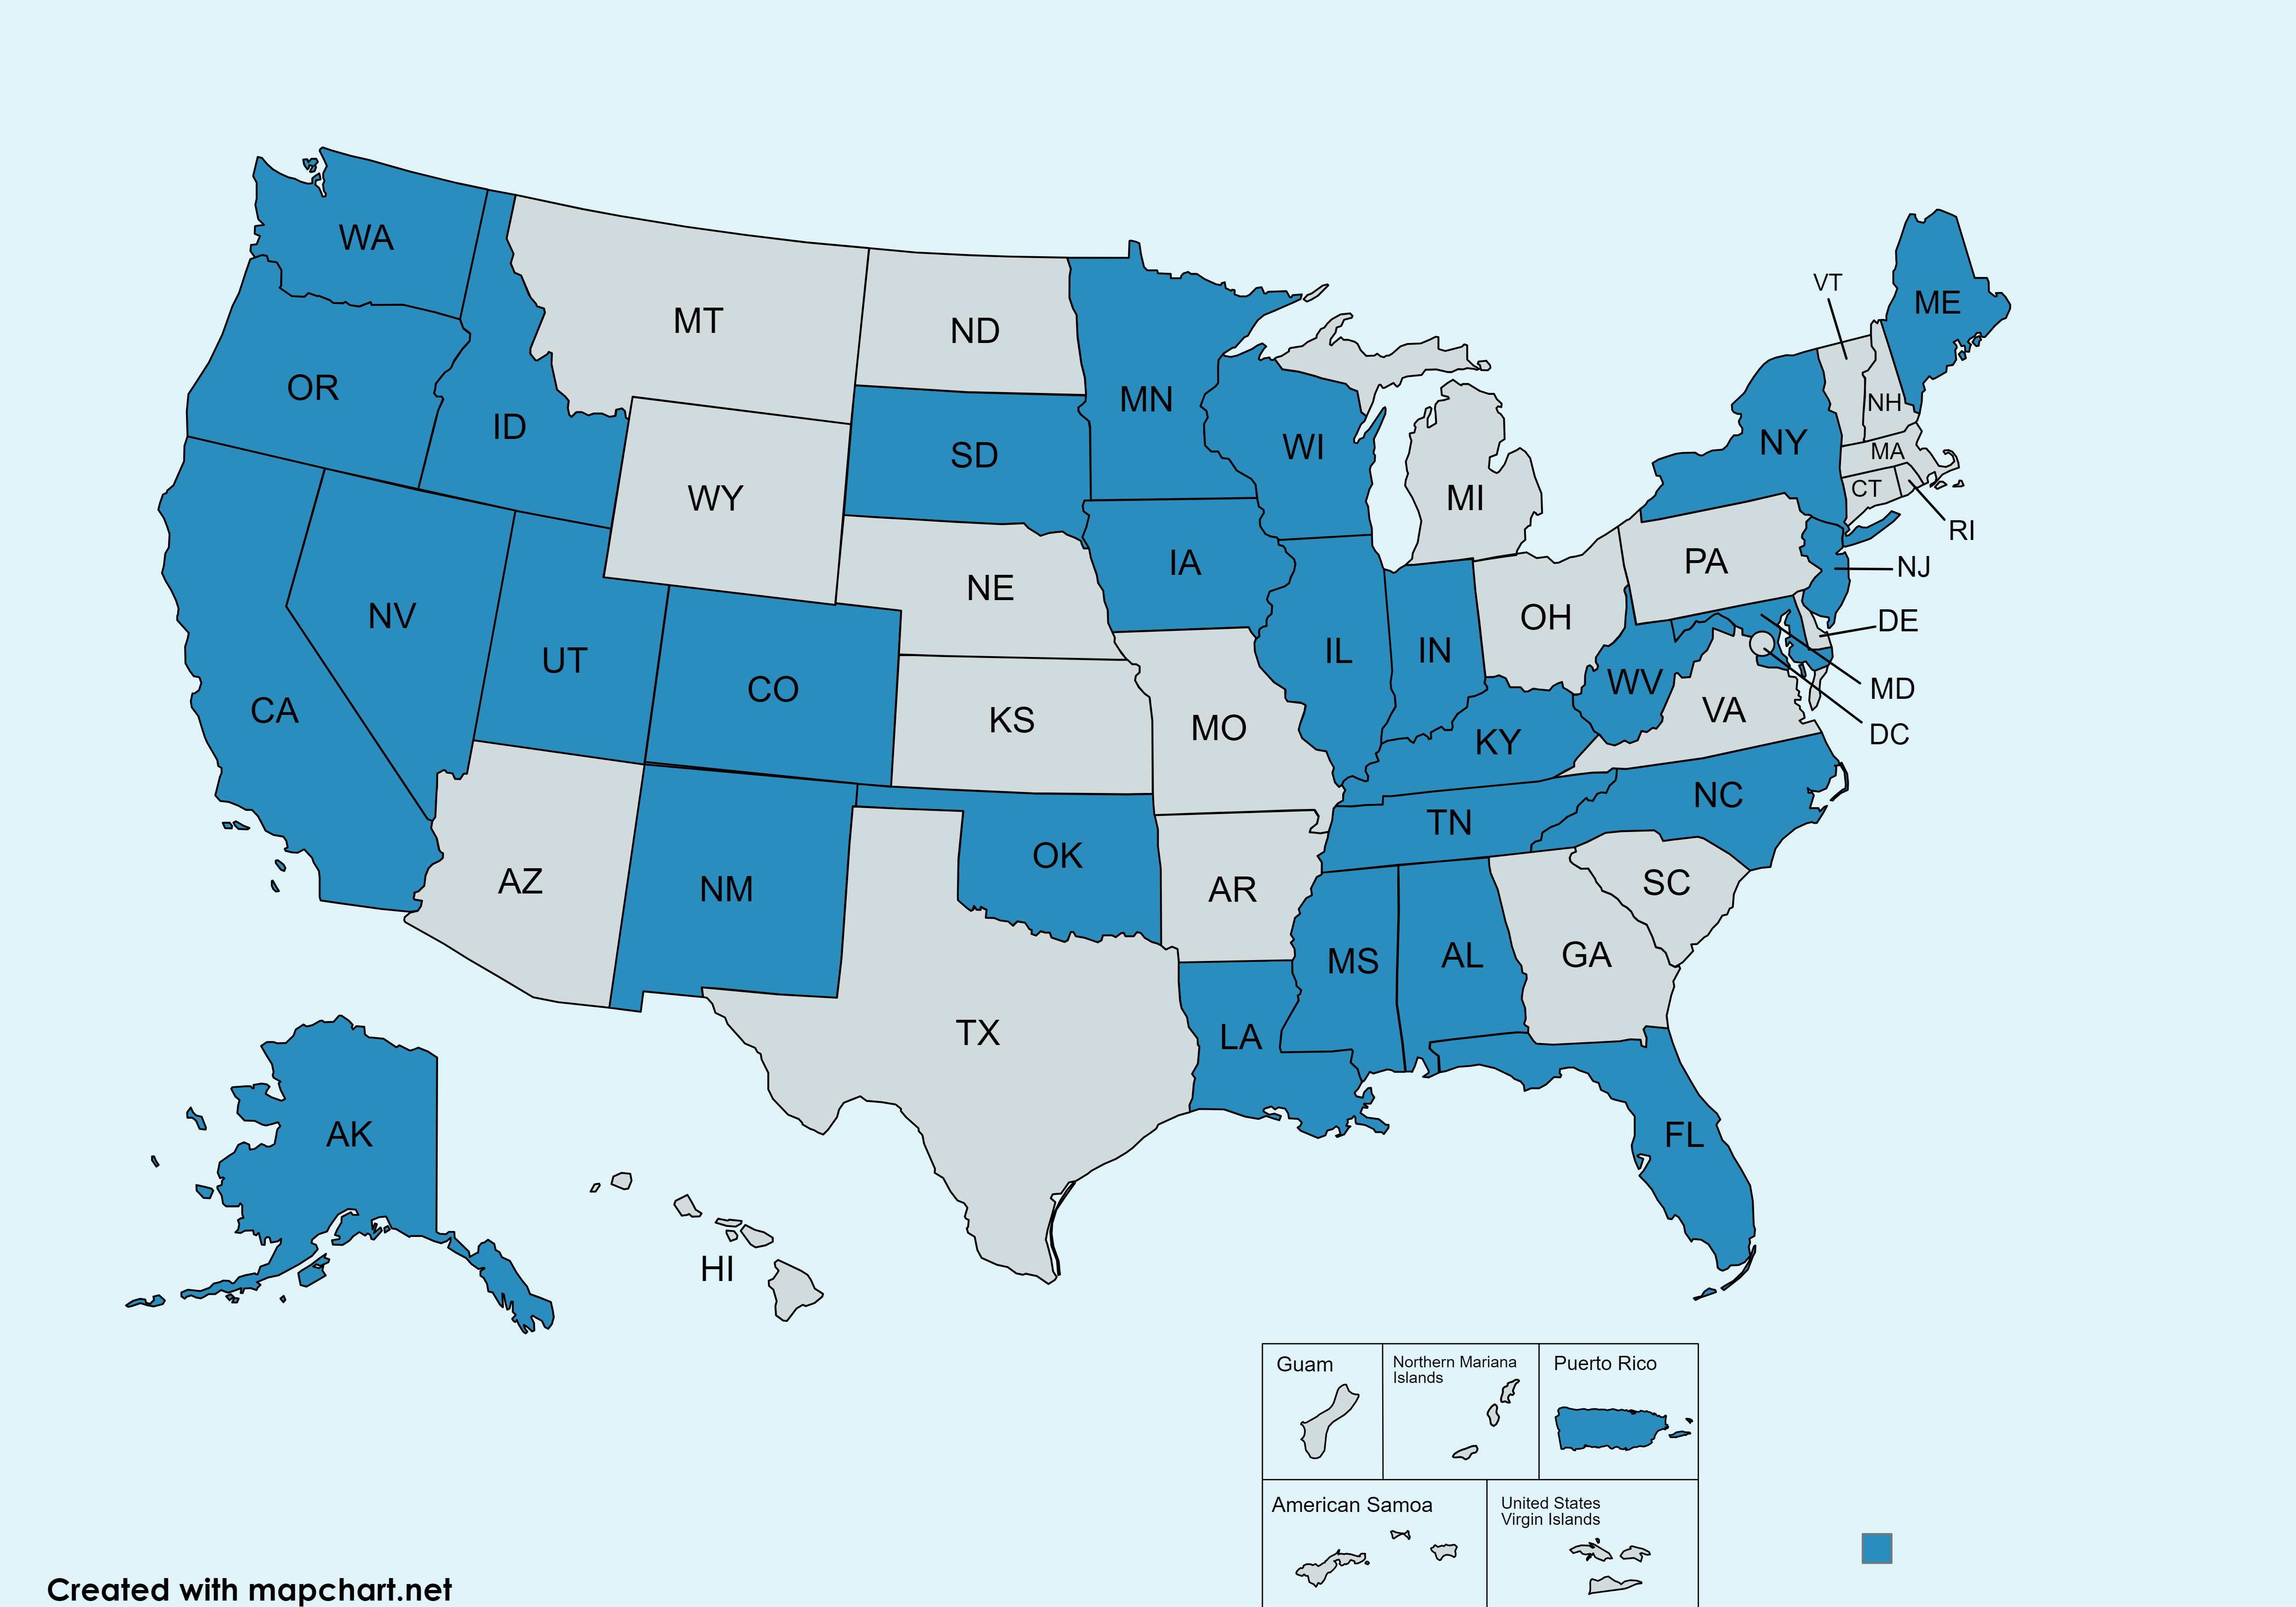 WA
MT
ND
MN
VT
ME
OR
ID
SD
WI
NY
NH
MA
WY
MI
CT
RI
NV
NE
IA
PA
NJ
UT
CO
IL
IN
OH
DE
CA
KS
MO
WV
VA
MD
KY
DC
AZ
NM
OK
AR
TN
NC
SC
TX
LA
MS
AL
GA
AK
HI
FL
Guam
Northern Mariana
Islands
Puerto Rico
American Samoa
United States
Virgin Islands
Created with mapchart.net